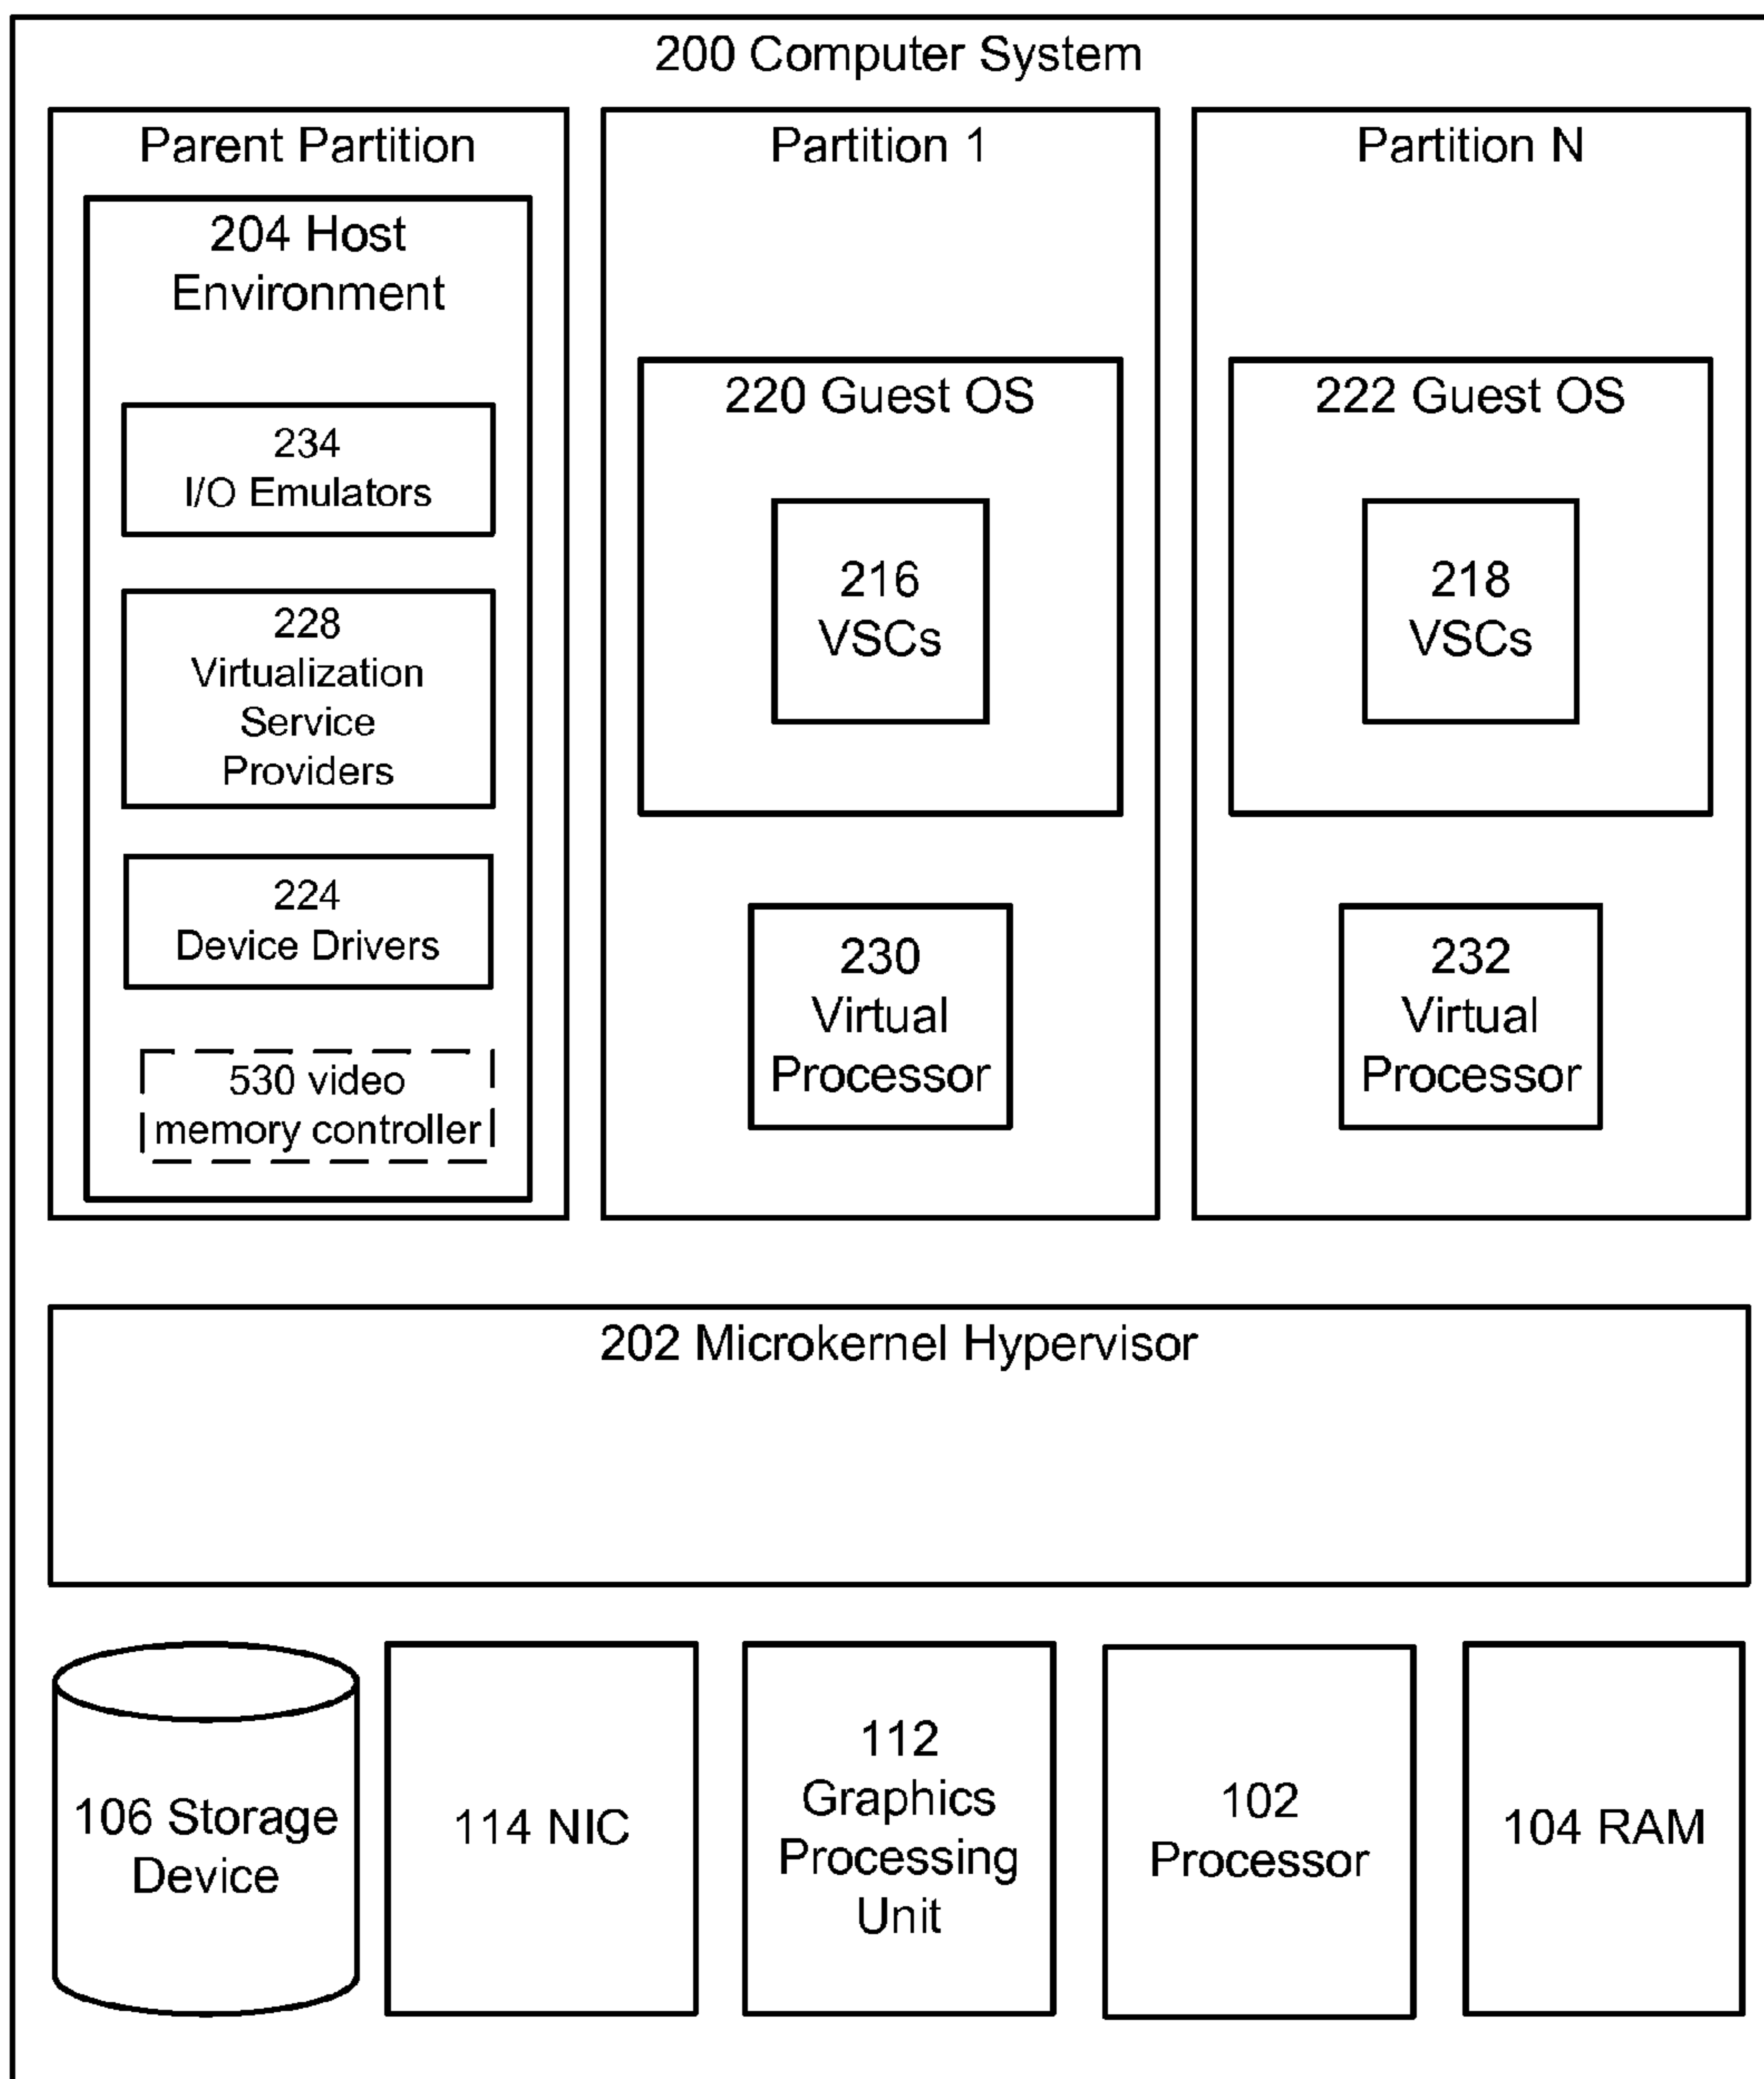 200 Computer System
Parent Partition
204 Host
Environment
234
I/O Emulators
228
Virtualization
Service
Providers
224
Device Drivers
530 video
memory controller
Partition 1
220 Guest OS
216
VSCs
230
Virtual
Processor
Partition N
222 Guest OS
218
VSCs
232
Virtual
Processor
202 Microkernel Hypervisor
106 Storage
Device
114 NIC
112
Graphics
Processing
Unit
102
Processor
104 RAM